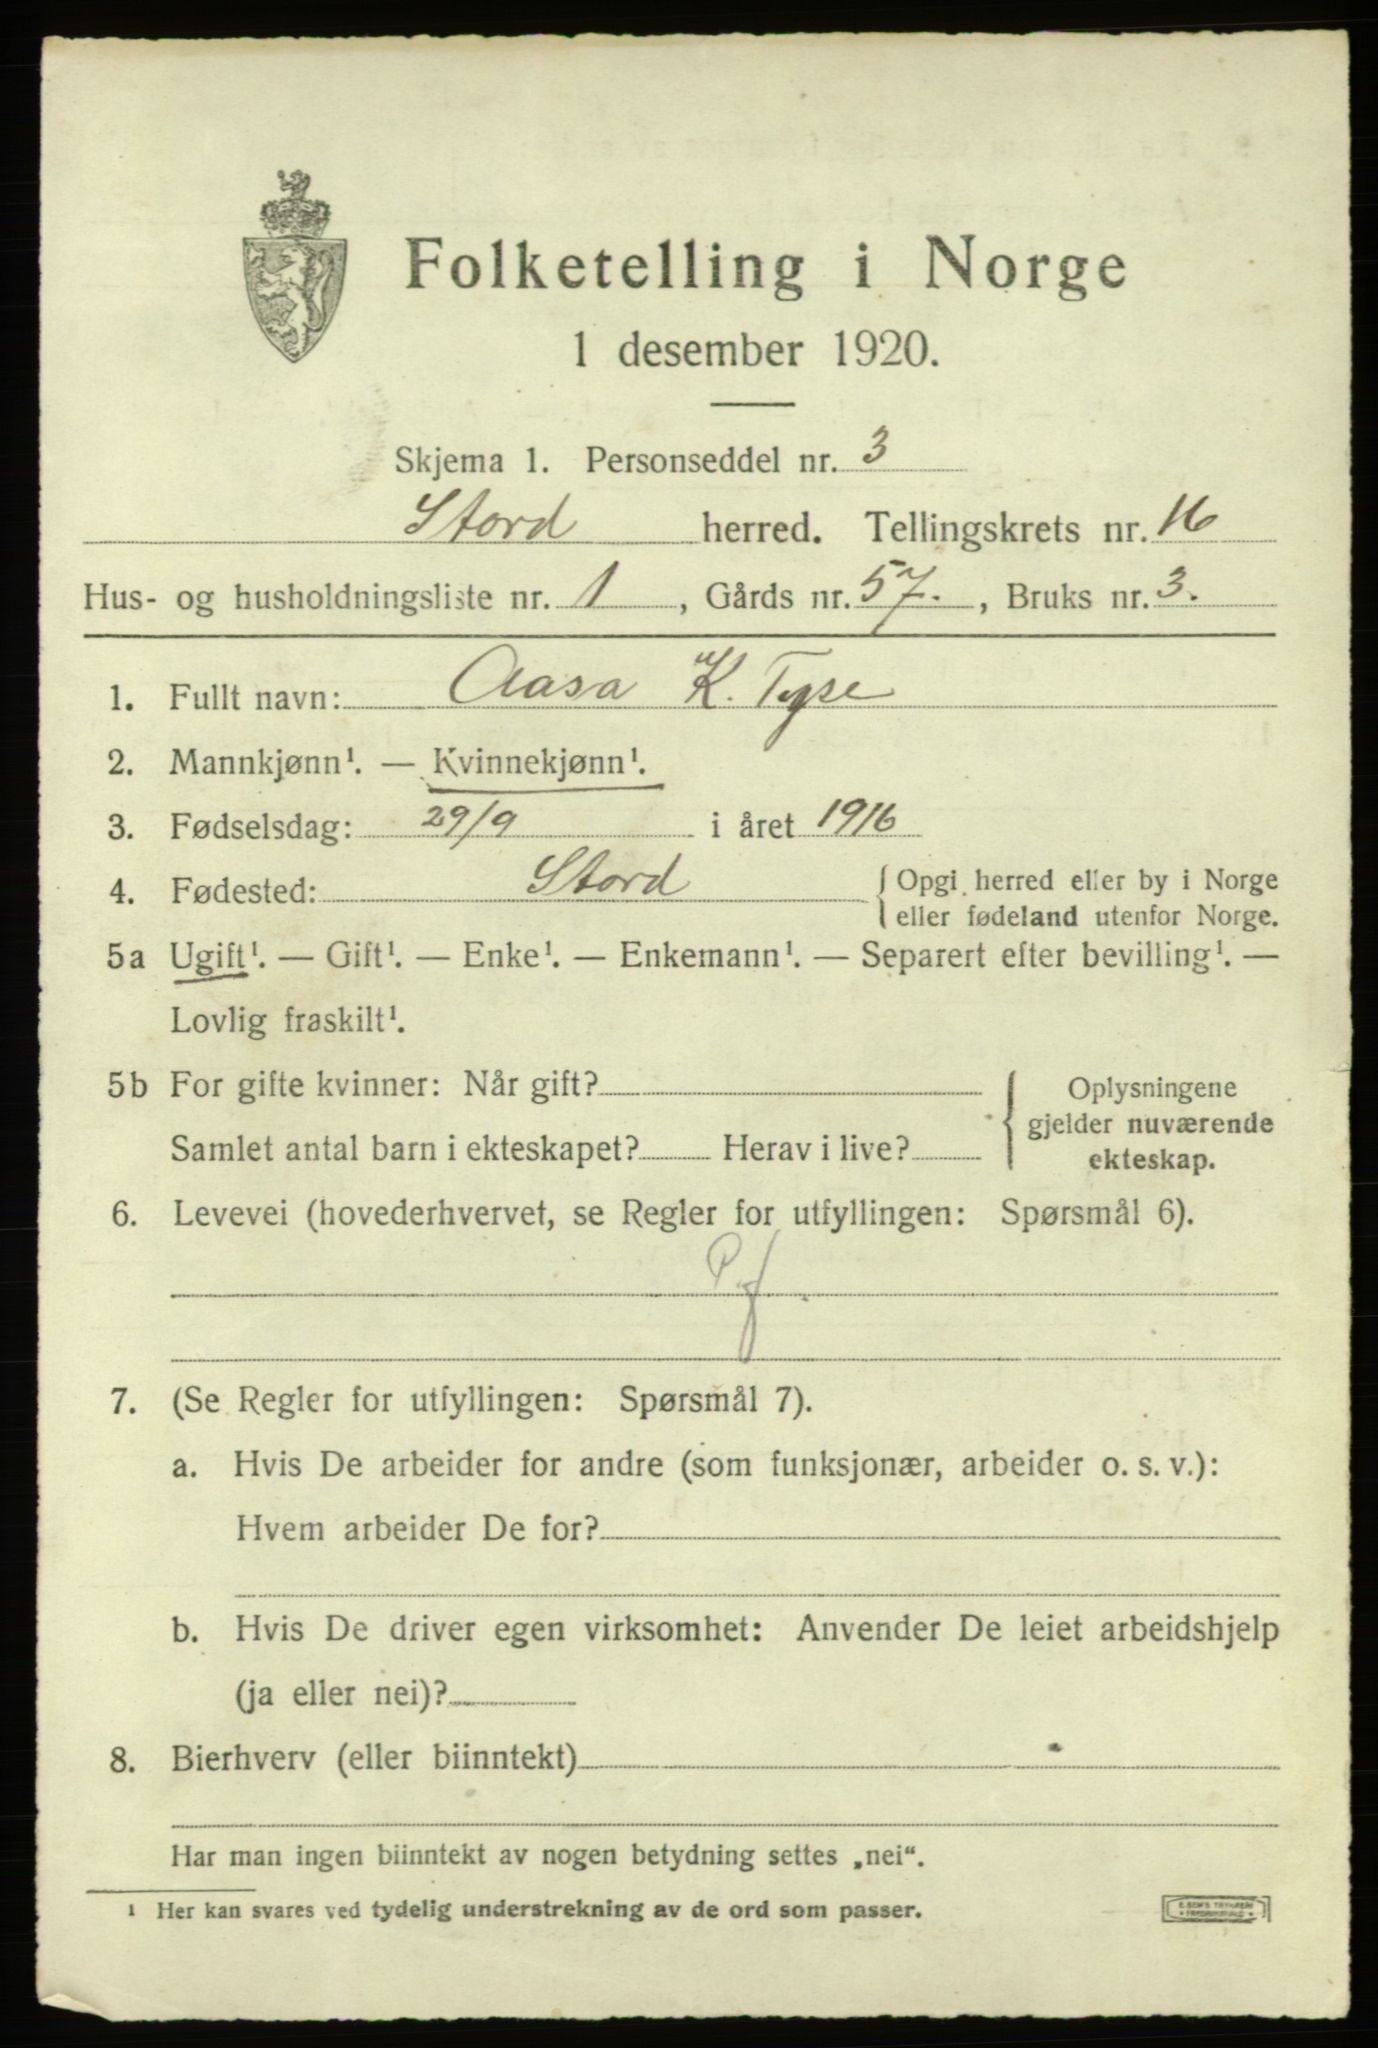 Folketelling i Norge
1 desember 1920.
Skjema 1. Personseddel nr. 3
Stord herred. Tellingskrets nr. 16
Hus- og husholdningsliste nr. 1, Gårds nr. 57., Bruks nr. 3.
1. Fullt navn: Aasa K. Tyse
2. Mannkjønn¹. — Kvinnekjønn¹.
3. Fødselsdag: 29/9 i året 1916
4. Fødested: Stord { Opgi herred eller by i Norge
eller fødeland utenfor Norge.
5a Ugift¹. — Gift¹. — Enke¹. — Enkemann¹. — Separert efter bevilling¹. —
Lovlig fraskilt¹.
5b For gifte kvinner: Når gift?
Samlet antal barn i ekteskapet? Herav i live?
{ Oplysningene
gjelder nuværende
ekteskap.
6. Levevei (hovederhvervet, se Regler for utfyllingen: Spørsmål 6).
Pf
7. (Se Regler for utfyllingen: Spørsmål 7).
a. Hvis De arbeider for andre (som funksjonær, arbeider o. s. v.):
Hvem arbeider De for?
b. Hvis De driver egen virksomhet: Anvender De leiet arbeidshjelp
(ja eller nei)?
8. Bierhverv (eller biinntekt)
Har man ingen biinntekt av nogen betydning settes „nei“.
¹ Her kan svares ved tydelig understrekning av de ord som passer.